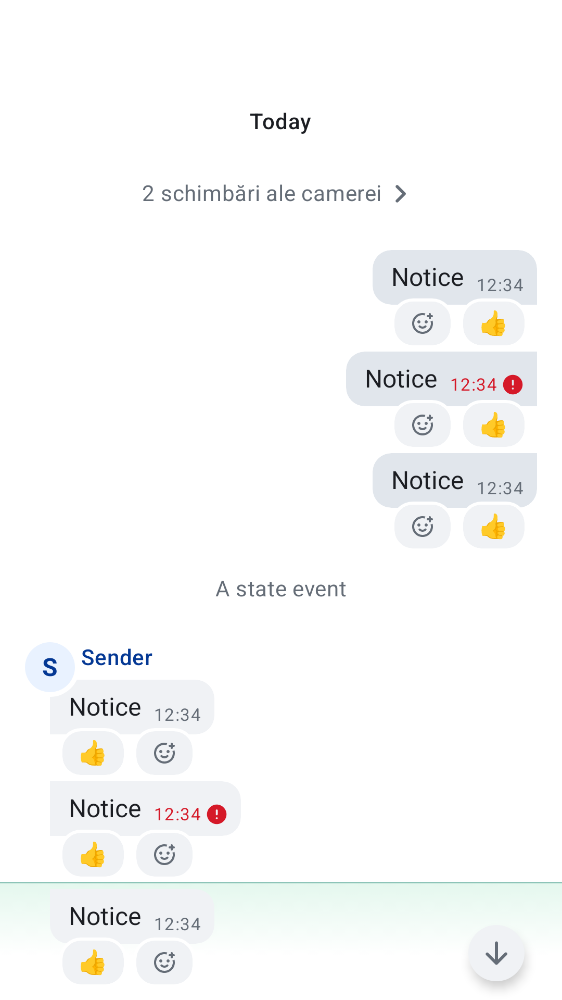 Today
2 schimbări ale camerei
Notice 12:34
👍
Notice 12:34
👍
Notice 12:34
👍
A state event
S Sender
Notice 12:34
👍
Notice 12:34
👍
Notice 12:34
👍